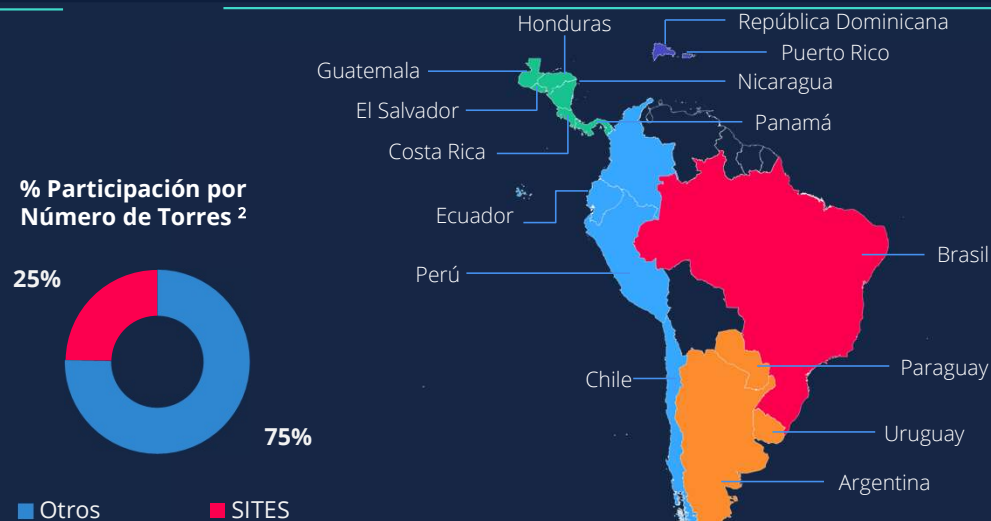 Honduras
República Dominicana
Puerto Rico
Guatemala
Nicaragua
El Salvador
Panamá
Costa Rica
% Participación por
Número de Torres ²
Ecuador
Brasil
25%
Perú
Paraguay
Chile
75%
Uruguay
Argentina
Otros
SITES